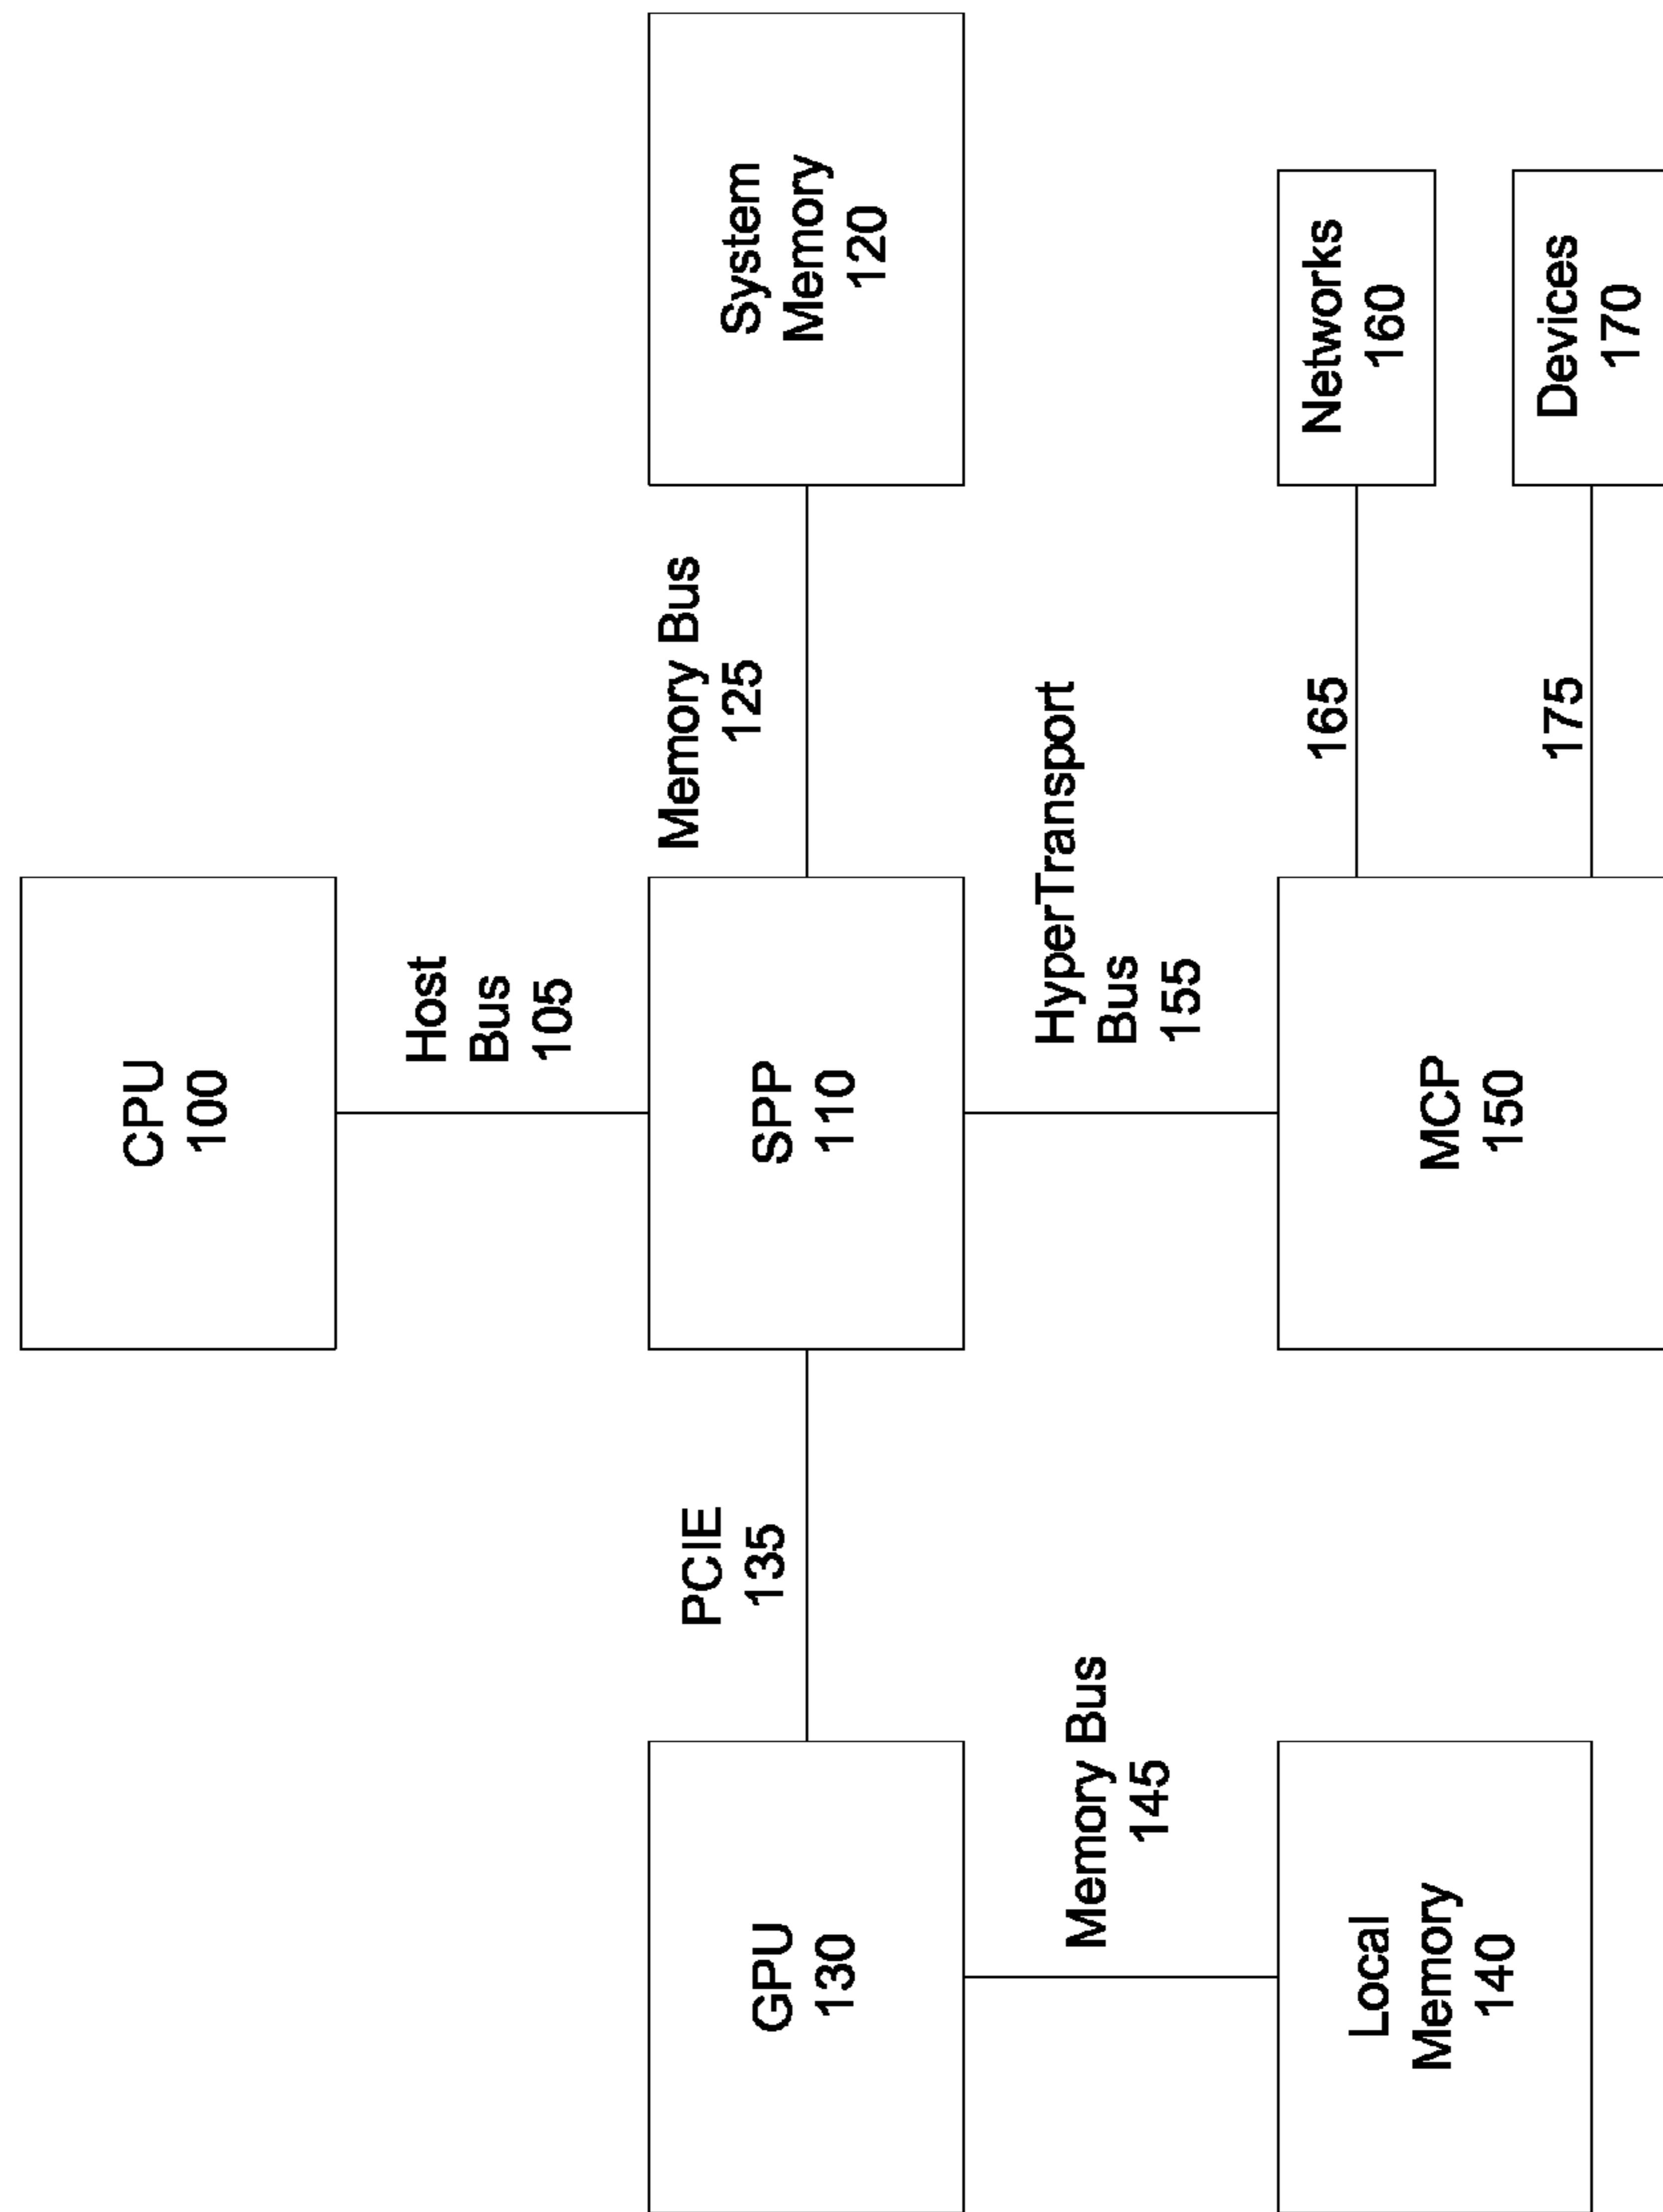 CPU
100
Host
Bus
105
GPU
130
PCIE
135
SPP
110
Memory Bus
125
System
Memory
120
Memory Bus
145
HyperTransport
Bus
155
Local
Memory
140
MCP
150
165
Networks
160
175
Devices
170